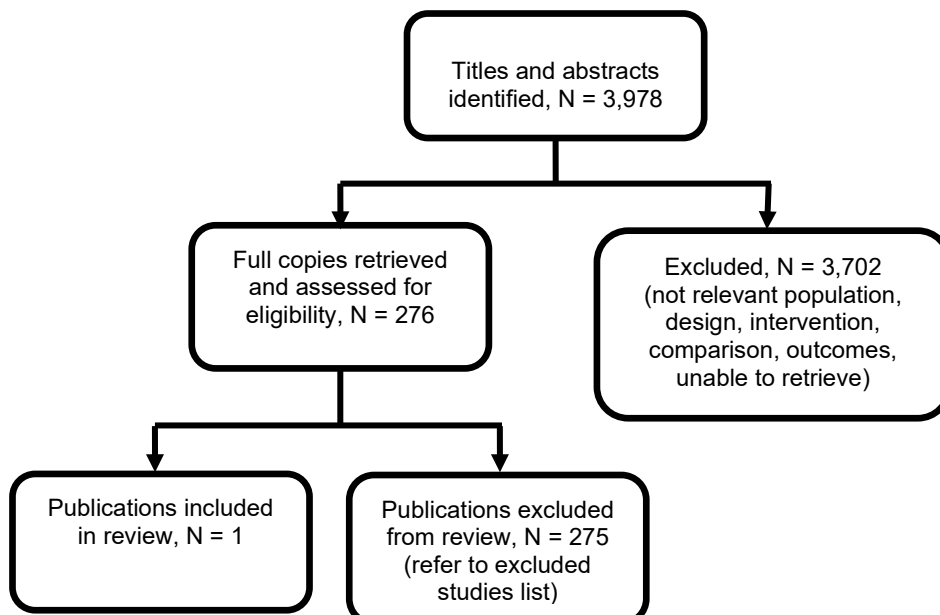 Titles and abstracts
identified, N = 3,978
Full copies retrieved
and assessed for
eligibility, N = 276
Excluded, N = 3,702
(not relevant population,
design, intervention,
comparison, outcomes,
unable to retrieve)
Publications included
in review, N = 1
Publications excluded
from review, N = 275
(refer to excluded
studies list)